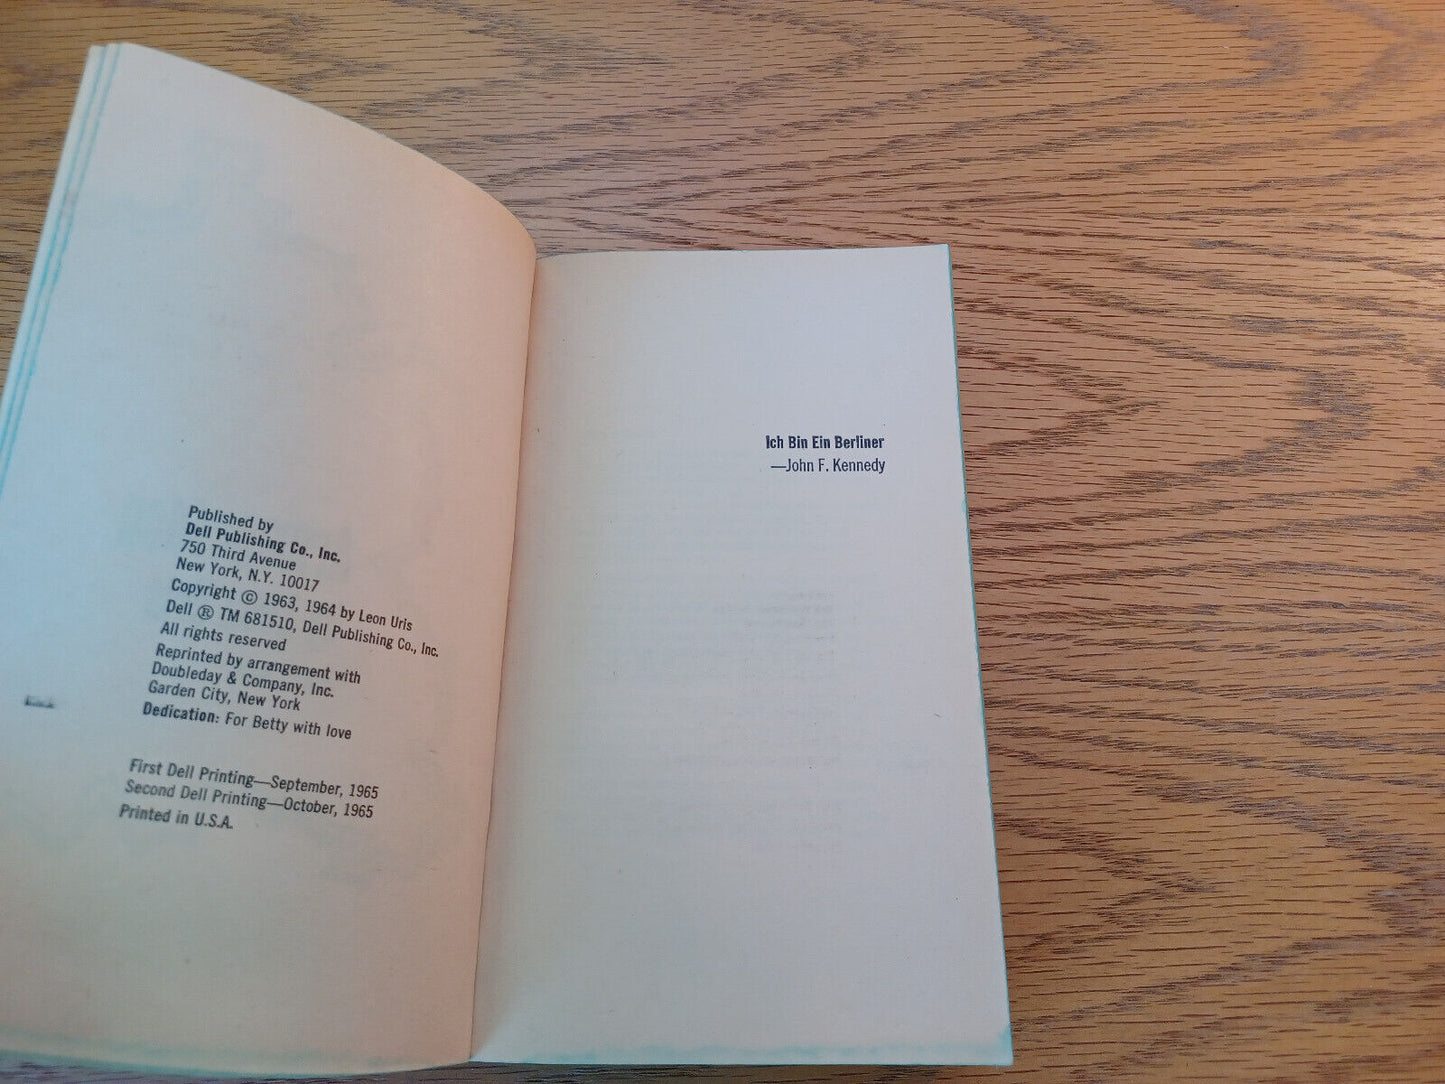 Published by
Dell Publishing Co., Inc.
750 Third Avenue
New York, N.Y. 10017
Copyright © 1963, 1964 by Leon Uris
Dell ® TM 681510, Dell Publishing Co., Inc.
All rights reserved
Reprinted by arrangement with
Doubleday & Company, Inc.
Garden City, New York
Dedication: For Betty with love
First Dell Printing—September, 1965
Second Dell Printing—October, 1965
Printed in U.S.A.
Ich Bin Ein Berliner
—John F. Kennedy